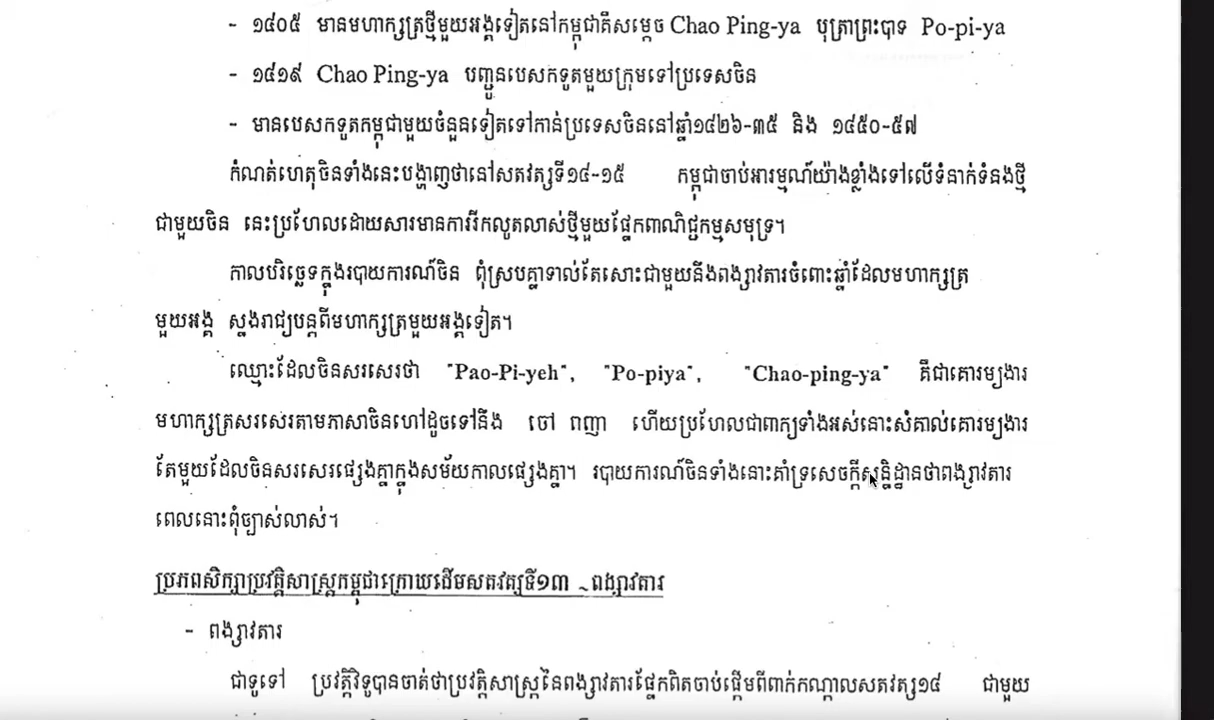 - ១៤០៥ មានមហាក្សត្រថ្មីមួយអង្គទៀតនៅកម្ពុជាគឺសម្ដេច Chao Ping-ya បុត្រាព្រះបាទ Po-pi-ya
- ១៤១៩ Chao Ping-ya បញ្ជូនបេសកទូតមួយក្រុមទៅប្រទេសចិន
- មានបេសកទូតកម្ពុជាមួយចំនួនទៀតទៅកាន់ប្រទេសចិននៅឆ្នាំ១៤២៦-៣៥ និង ១៤៥០-៥៧
កំណត់ហេតុចិនទាំងនេះបង្ហាញថានៅសតវត្សទី១៤-១៥ កម្ពុជាចាប់អារម្មណ៍យ៉ាងខ្លាំងទៅលើទំនាក់ទំនងថ្មី
ជាមួយចិន នេះប្រហែលដោយសារមានការរីកលូតលាស់ថ្មីមួយផ្នែកពាណិជ្ជកម្មសមុទ្រ។
កាលបរិច្ឆេទក្នុងរបាយការណ៍ចិន ពុំស្របគ្នាទាល់តែសោះជាមួយនឹងពង្សាវតារចំពោះឆ្នាំដែលមហាក្សត្រ
មួយអង្គ ស្នងរាជ្យបន្តពីមហាក្សត្រមួយអង្គទៀត។
ឈ្មោះដែលចិនសរសេរថា "Pao-Pi-yeh", "Po-piya", "Chao-ping-ya" គឺជាគោរម្យងារ
មហាក្សត្រសរសេរតាមភាសាចិនហៅដូចទៅនឹង ចៅ ពញា ហើយប្រហែលជាពាក្យទាំងអស់នោះសំគាល់គោរម្យងារ
តែមួយដែលចិនសរសេរផ្សេងគ្នាក្នុងសម័យកាលផ្សេងគ្នា។ របាយការណ៍ចិនទាំងនោះគាំទ្រសេចក្ដីសន្និដ្ឋានថាពង្សាវតារ
ពេលនោះពុំច្បាស់លាស់។
ប្រភពសិក្សាប្រវត្តិសាស្ត្រកម្ពុជាក្រោយដើមសតវត្សទី១៣ ~ ពង្សាវតារ
- ពង្សាវតារ
ជាទូទៅ ប្រវត្តិវិទូបានចាត់ថាប្រវត្តិសាស្ត្រនៃពង្សាវតារផ្នែកពិតចាប់ផ្ដើមពីពាក់កណ្ដាលសតវត្ស១៤ ជាមួយ